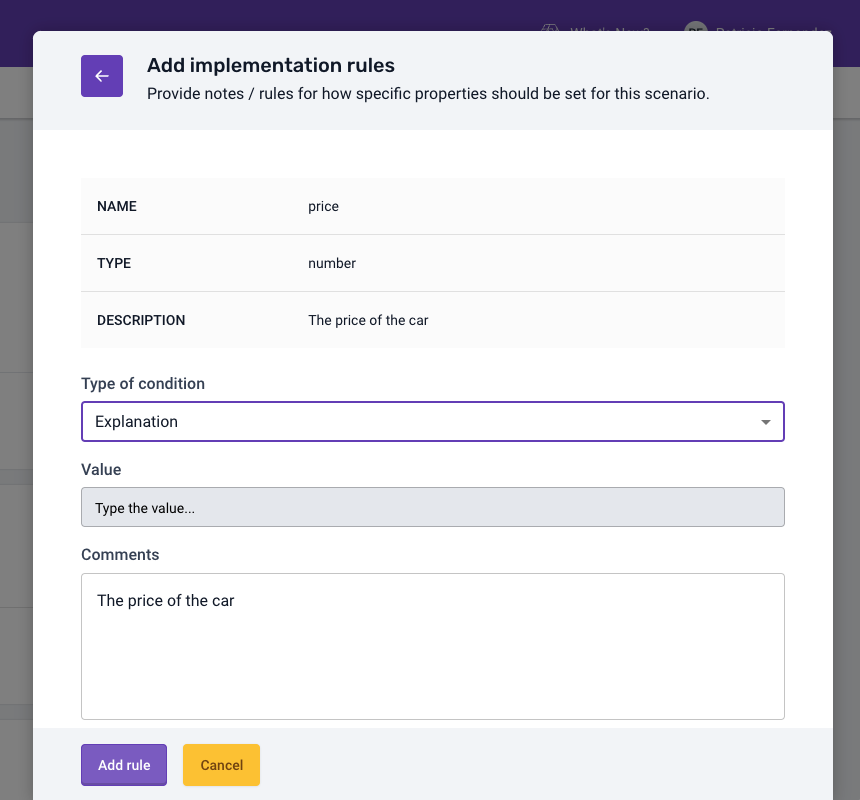 Add implementation rules
Provide notes / rules for how specific properties should be set for this scenario.
NAME price
TYPE number
DESCRIPTION The price of the car
Type of condition
Explanation
Value
Type the value...
Comments
The price of the car
Add rule Cancel